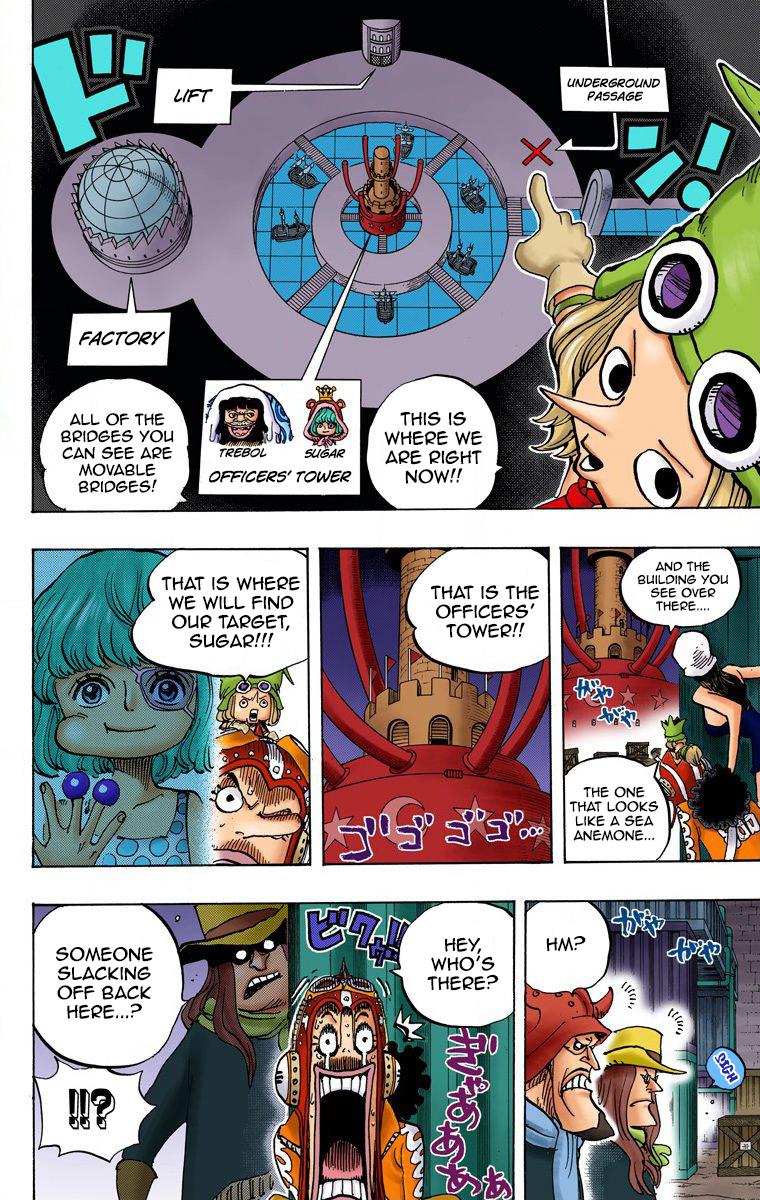 ドン!
UNDERGROUND
PASSAGE
LIFT
FACTORY
THIS IS
WHERE WE
ARE RIGHT
NOW!!
TREBOL
SUGAR
OFFICERS' TOWER
ALL OF THE
BRIDGES YOU
CAN SEE ARE
MOVABLE
BRIDGES!
AND THE
BUILDING YOU
SEE OVER
THERE....
がや
がや
THE ONE
THAT LOOKS
LIKE A SEA
ANEMONE...
THAT IS THE
OFFICERS'
TOWER!!
ゴゴゴゴ...
THAT IS WHERE
WE WILL FIND
OUR TARGET,
SUGAR!!!
がや
がや
HM?
HEY,
WHO'S
THERE?
ビクゥッ!!
ぎゃああああ
SOMEONE
SLACKING
OFF BACK
HERE...?
!!?